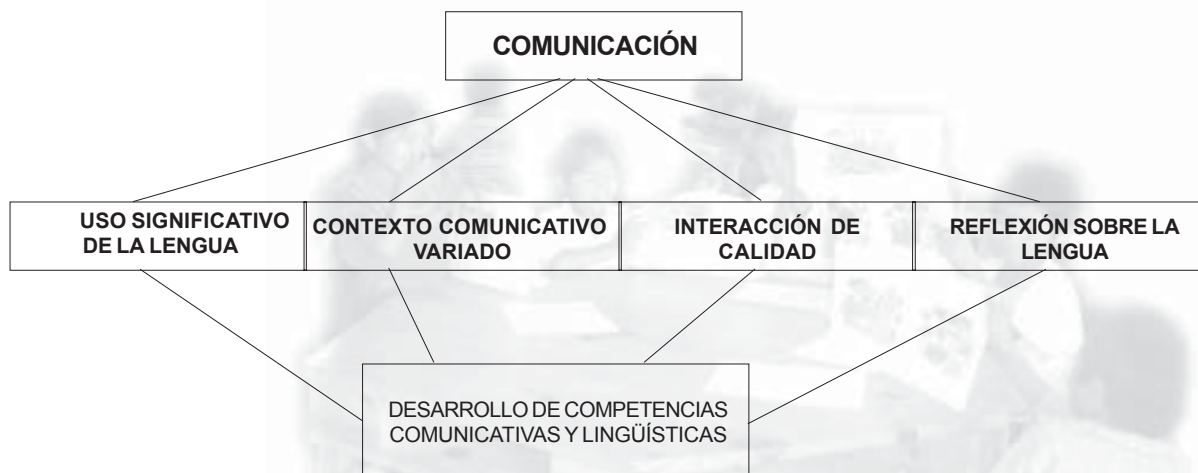 COMUNICACIÓN
USO SIGNIFICATIVO
DE LA LENGUA
CONTEXTO COMUNICATIVO
VARIADO
INTERACCIÓN DE
CALIDAD
REFLEXIÓN SOBRE LA
LENGUA
DESARROLLO DE COMPETENCIAS
COMUNICATIVAS Y LINGÜÍSTICAS